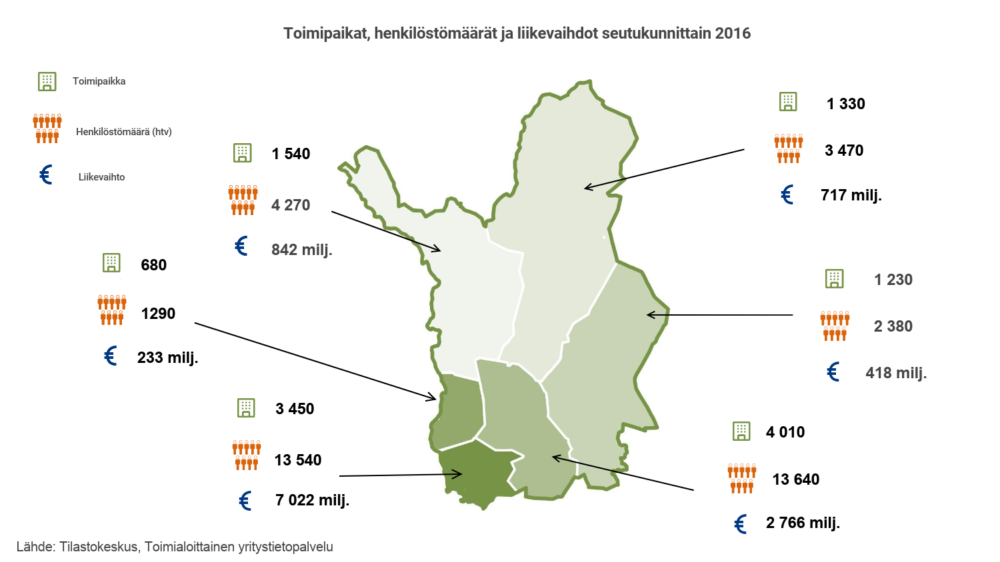 Toimipaikat, henkilöstömäärät ja liikevaihdot seutukunnittain 2016
Toimipaikka
Henkilöstömäärä (htv)
Liikevaihto
1 540
4 270
842 milj.
680
1290
233 milj.
3 450
13 540
7 022 milj.
1 330
3 470
717 milj.
1 230
2 380
418 milj.
4 010
13 640
2 766 milj.
Lähde: Tilastokeskus, Toimialoittainen yritystietopalvelu